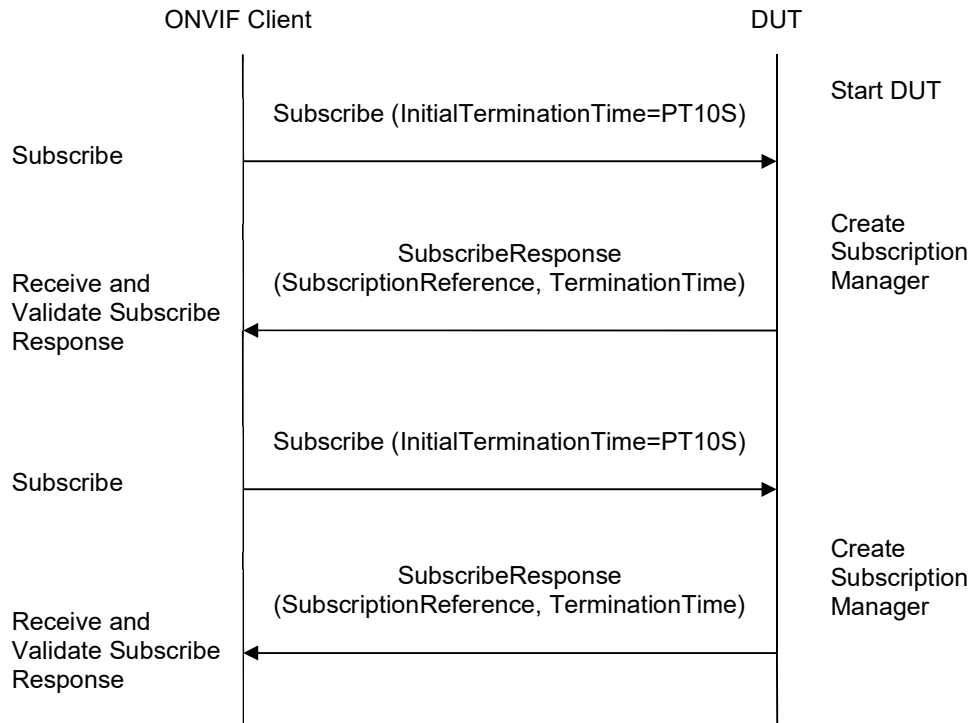 ONVIF Client
DUT
Start DUT
Subscribe (InitialTerminationTime=PT10S)
Subscribe
Create
Subscription
Manager
SubscribeResponse
(SubscriptionReference, TerminationTime)
Receive and
Validate Subscribe
Response
Subscribe (InitialTerminationTime=PT10S)
Subscribe
Create
Subscription
Manager
SubscribeResponse
(SubscriptionReference, TerminationTime)
Receive and
Validate Subscribe
Response